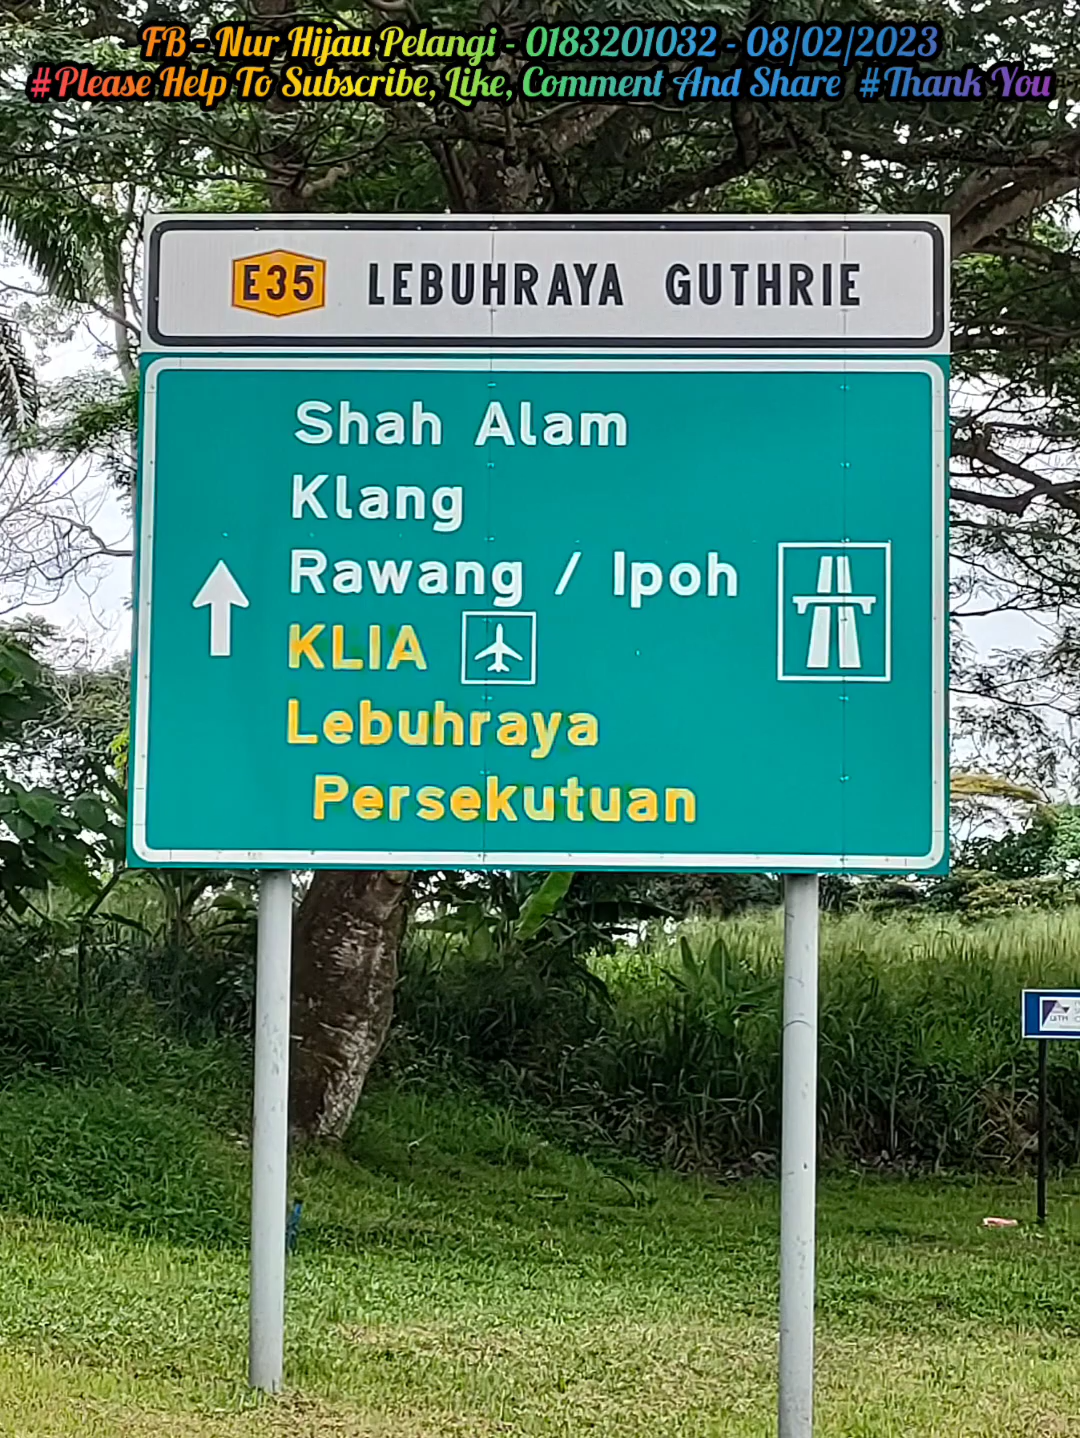 FB - Nur Hijau Pelangi - 0183201032 - 08/02/2023
#Please Help To Subscribe, Like, Comment And Share #Thank You
E35 LEBUHRAYA GUTHRIE
Shah Alam
Klang
Rawang / Ipoh
KLIA
Lebuhraya
Persekutuan